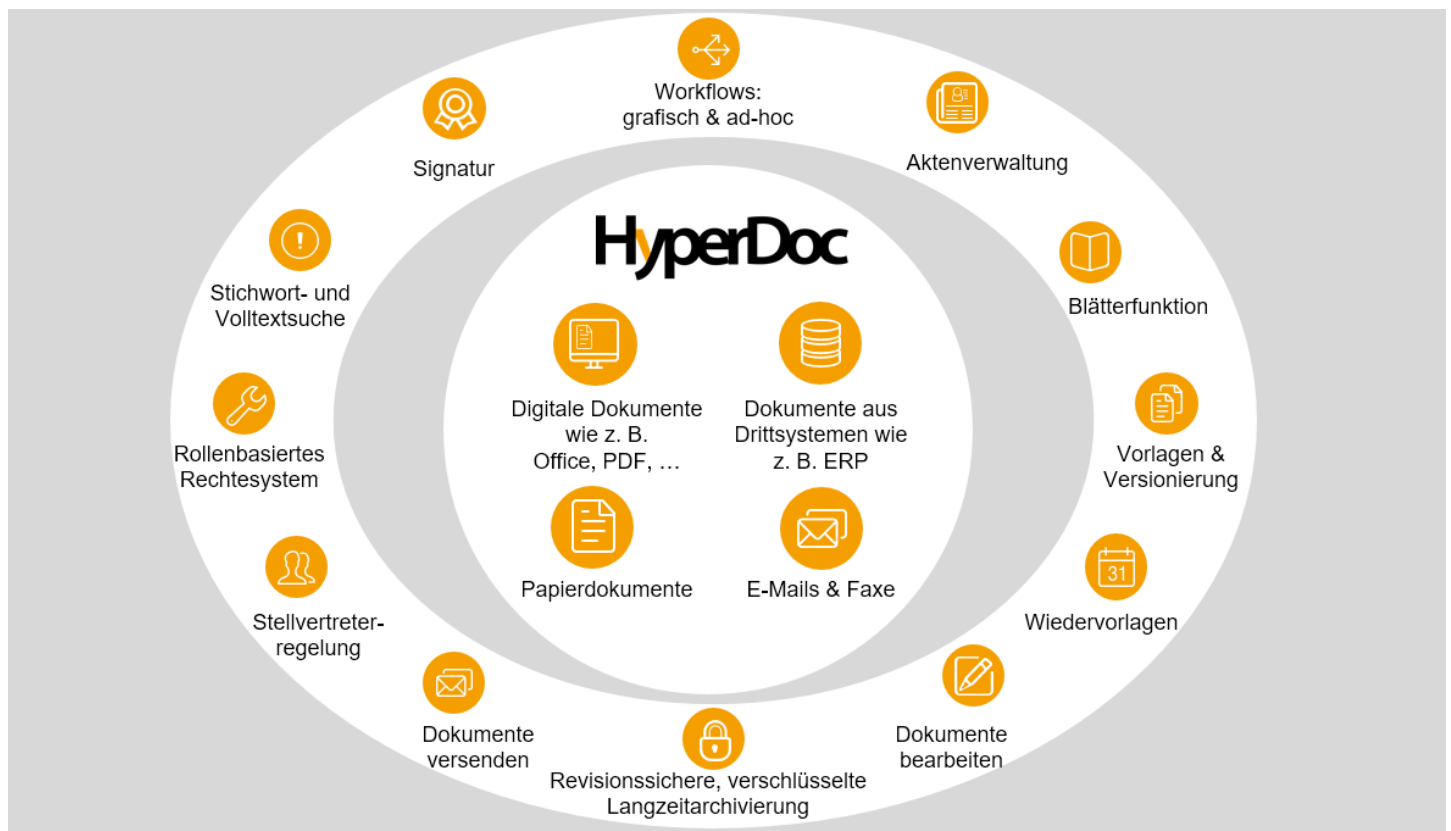 Workflows:
grafisch & ad-hoc
Aktenverwaltung
Blätterfunktion
Vorlagen &
Versionierung
31
Wiedervorlagen
Dokumente
bearbeiten
Revisionssichere, verschlüsselte
Langzeitarchivierung
Dokumente
versenden
Stellvertreter-
regelung
Rollenbasiertes
Rechtesystem
Stichwort- und
Volltextsuche
Signatur
HyperDoc
Digitale Dokumente
wie z. B.
Office, PDF, …
Dokumente aus
Drittsystemen wie
z. B. ERP
Papierdokumente
E-Mails & Faxe